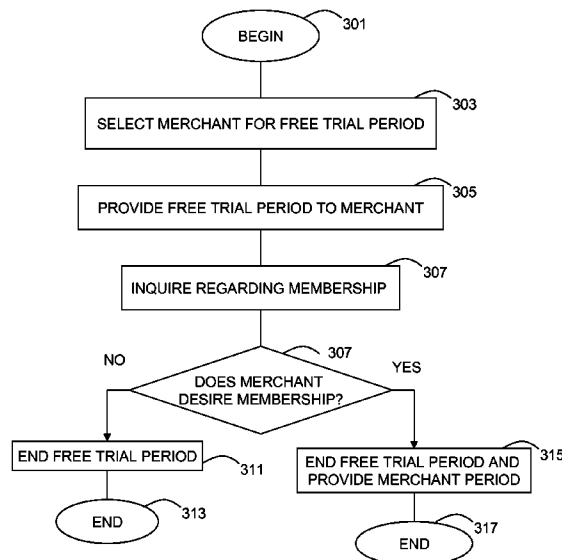 BEGIN
301
303
SELECT MERCHANT FOR FREE TRIAL PERIOD
305
PROVIDE FREE TRIAL PERIOD TO MERCHANT
307
INQUIRE REGARDING MEMBERSHIP
307
NO
YES
DOES MERCHANT
DESIRE MEMBERSHIP?
END FREE TRIAL PERIOD
311
END FREE TRIAL PERIOD AND
PROVIDE MERCHANT PERIOD
315
END
313
END
317